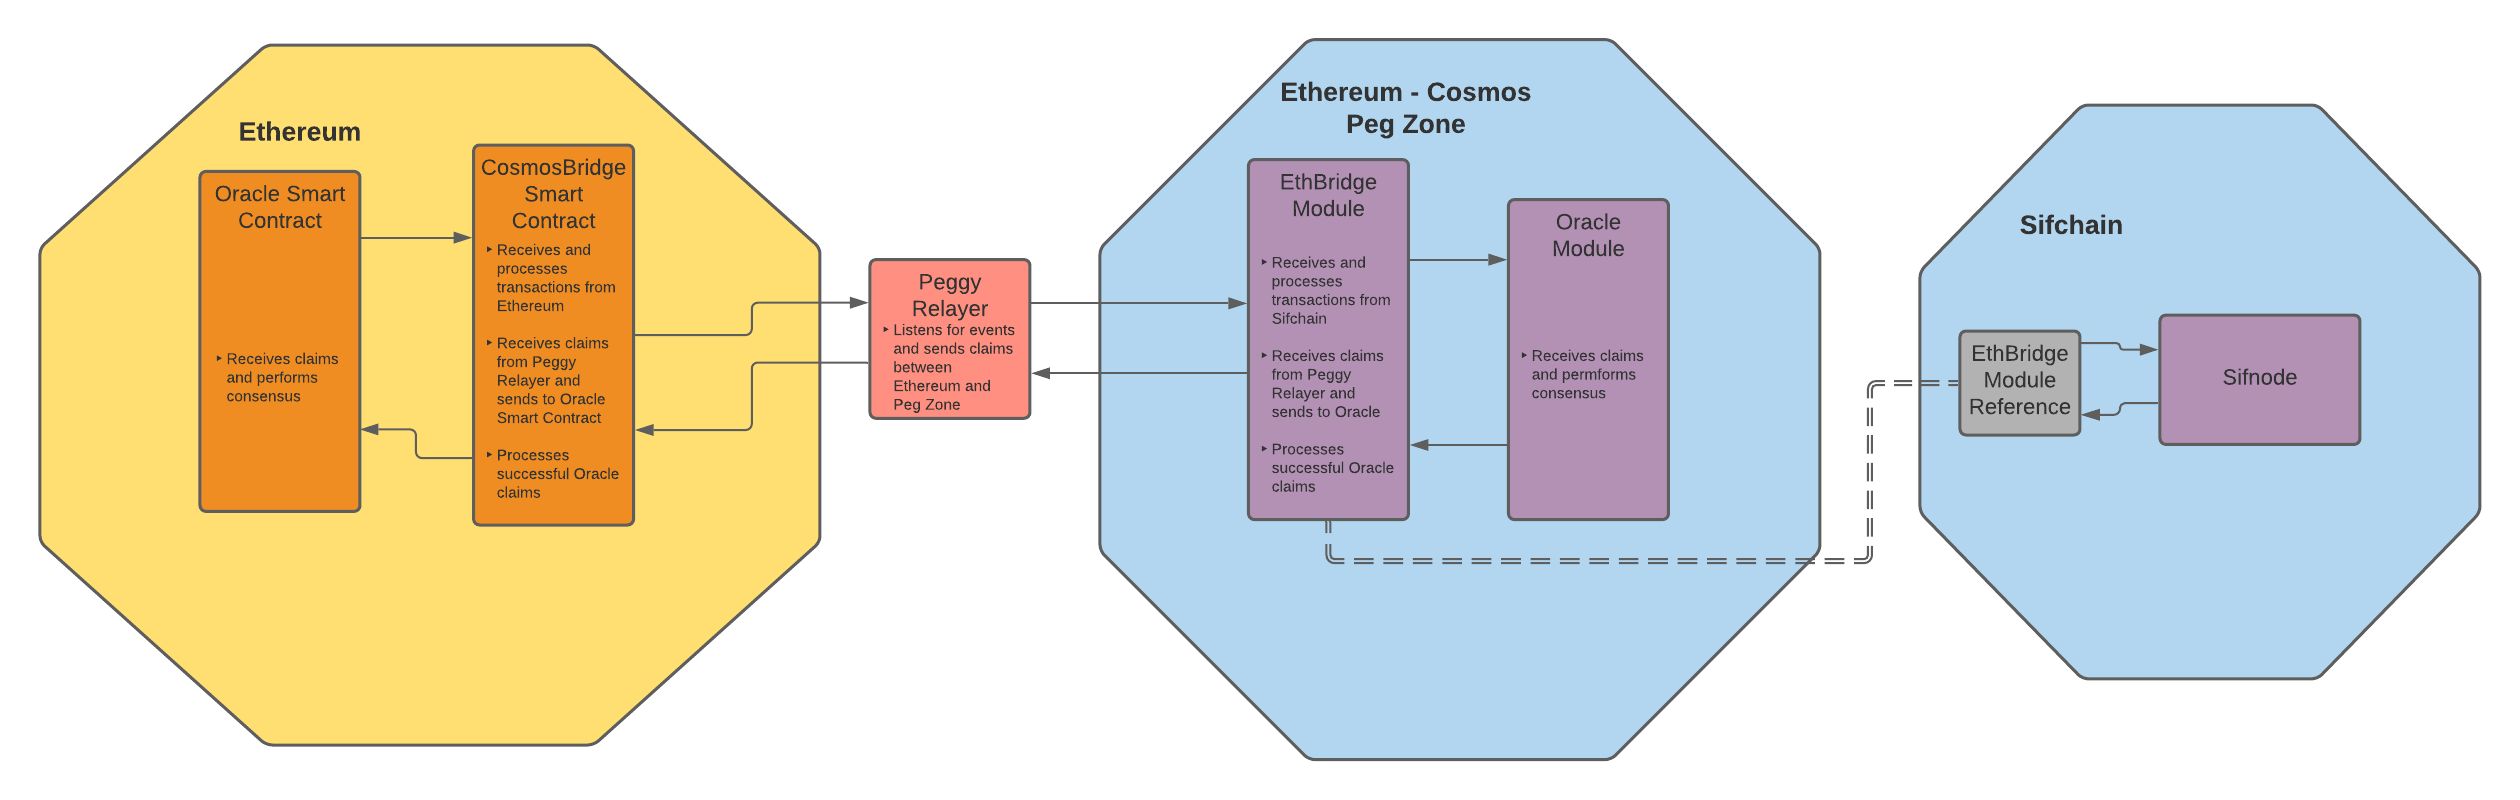 Ethereum
Oracle Smart
Contract
‣ Receives claims
and performs
consensus
CosmosBridge
Smart
Contract
‣ Receives and
processes
transactions from
Ethereum
‣ Receives claims
from Peggy
Relayer and
sends to Oracle
Smart Contract
‣ Processes
successful Oracle
claims
Peggy
Relayer
‣ Listens for events
and sends claims
between
Ethereum and
Peg Zone
Ethereum - Cosmos
Peg Zone
EthBridge
Module
‣ Receives and
processes
transactions from
Sifchain
‣ Receives claims
from Peggy
Relayer and
sends to Oracle
‣ Processes
successful Oracle
claims
Oracle
Module
‣ Receives claims
and permforms
consensus
Sifchain
EthBridge
Module
Reference
Sifnode